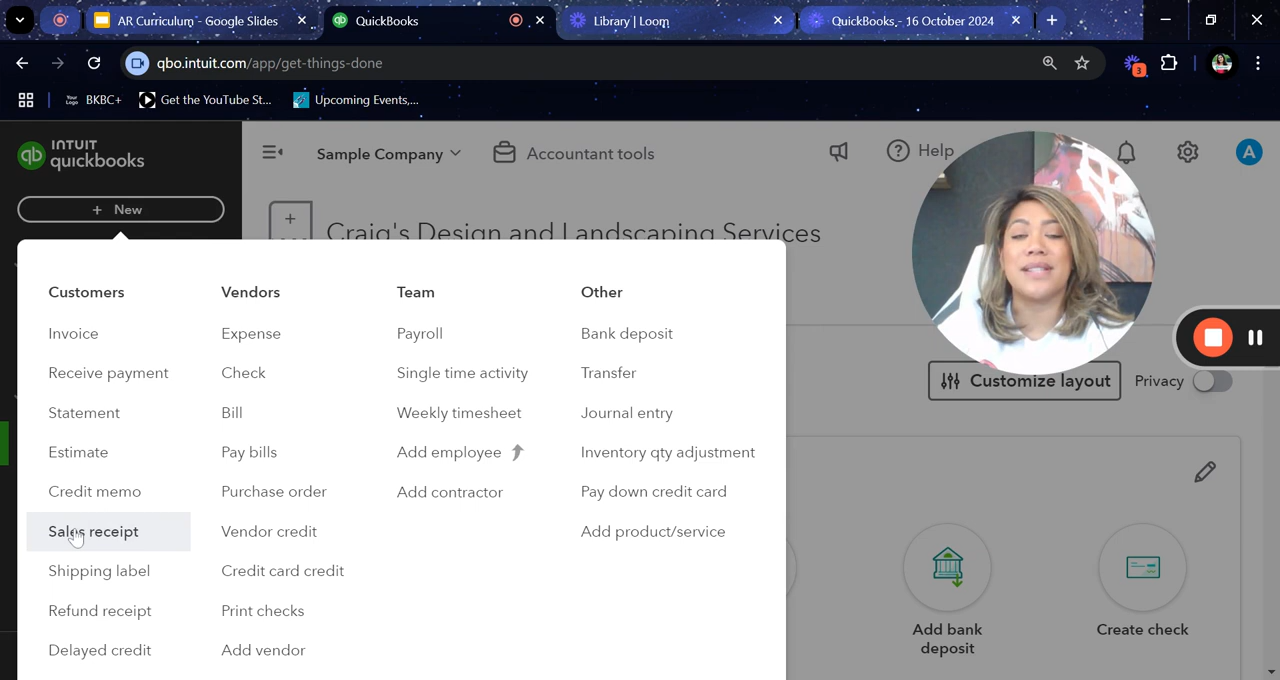 AR Curriculum - Google Slides
QuickBooks
Library | Loom
QuickBooks - 16 October 2024
qbo.intuit.com/app/get-things-done
3
BKBC+
Get the YouTube St...
Upcoming Events,...
INTUIT
quickbooks
qb
Sample Company
Accountant tools
Help
A
+ New
+
Craig's Design and Landscaping Services
Customers
Invoice
Receive payment
Statement
Estimate
Credit memo
Sales receipt
Shipping label
Refund receipt
Delayed credit
Vendors
Expense
Check
Bill
Pay bills
Purchase order
Vendor credit
Credit card credit
Print checks
Add vendor
Team
Payroll
Single time activity
Weekly timesheet
Add employee
Add contractor
Other
Bank deposit
Transfer
Journal entry
Inventory qty adjustment
Pay down credit card
Add product/service
Customize layout
Privacy
Add bank
deposit
Create check